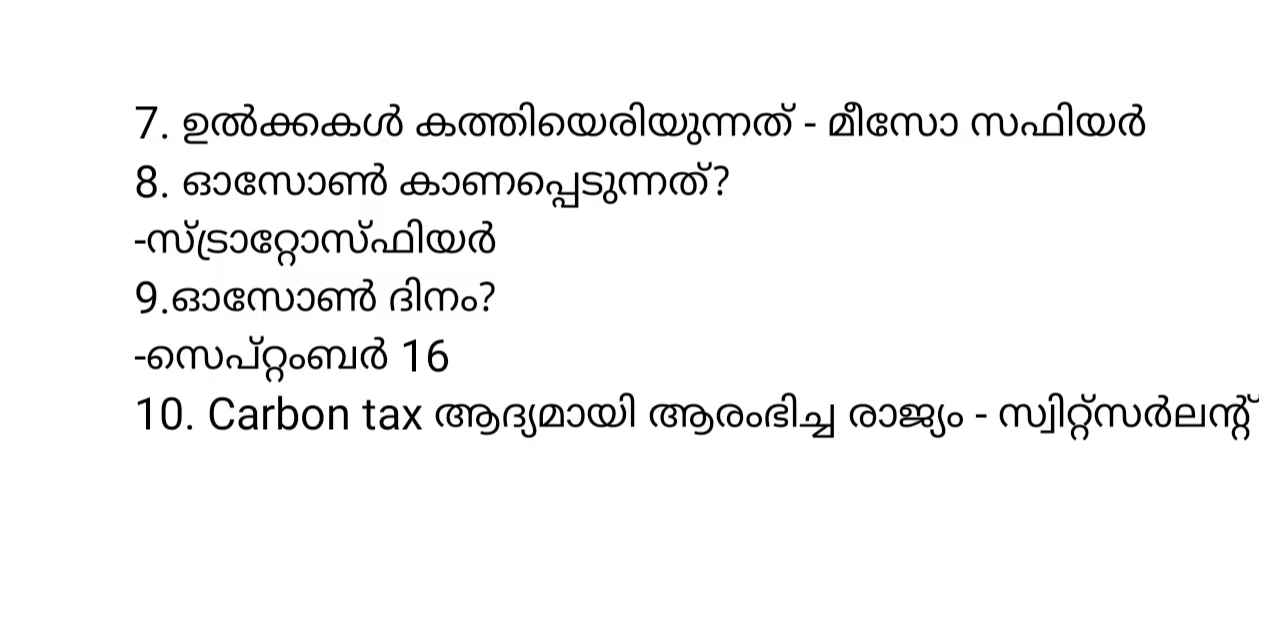 7. ഉൽക്കകൾ കത്തിയെരിയുന്നത് - മീസോ സഫിയർ
8. ഓസോൺ കാണപ്പെടുന്നത്?
-സ്ട്രാറ്റോസ്ഫിയർ
9.ഓസോൺ ദിനം?
-സെപ്റ്റംബർ 16
10. Carbon tax ആദ്യമായി ആരംഭിച്ച രാജ്യം - സ്വിറ്റ്സർലന്റ്